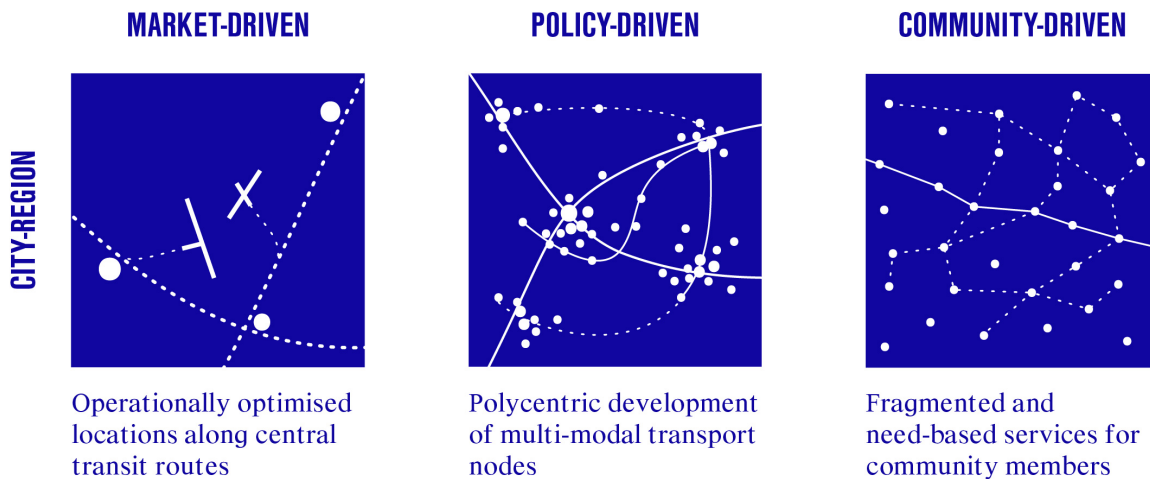 MARKET-DRIVEN
POLICY-DRIVEN
COMMUNITY-DRIVEN
CITY-REGION
Operationally optimised
locations along central
transit routes
Polycentric development
of multi-modal transport
nodes
Fragmented and
need-based services for
community members